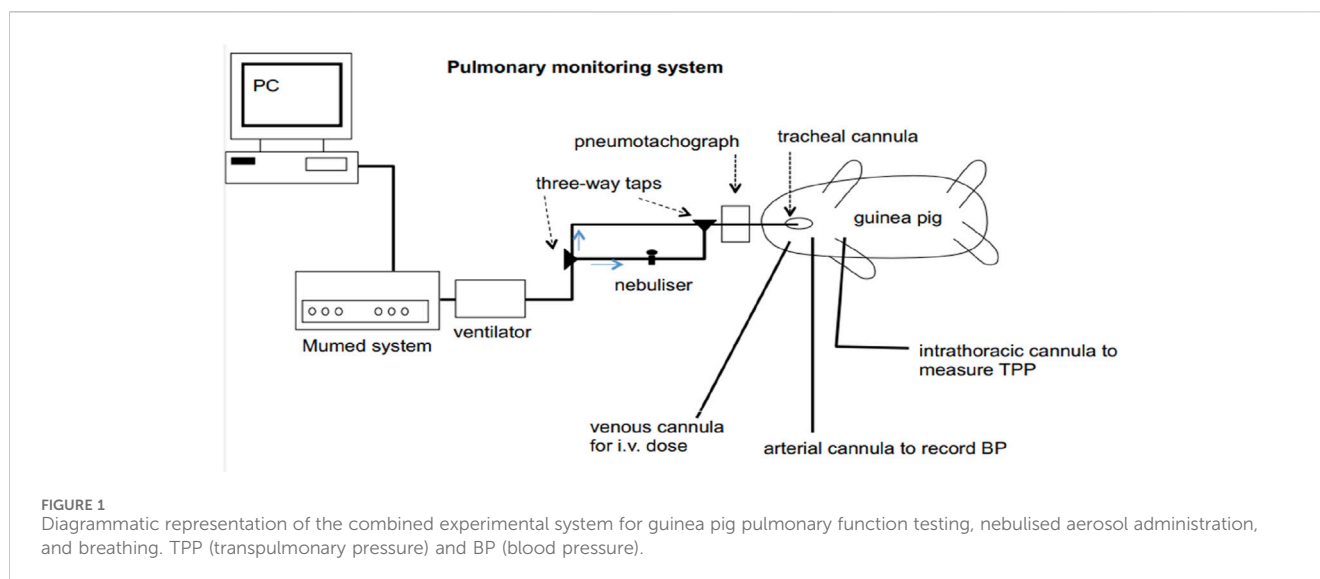 Pulmonary monitoring system
PC
pneumotachograph
tracheal cannula
three-way taps
guinea pig
nebuliser
ventilator
Mumed system
intrathoracic cannula to
measure TPP
venous cannula
for i.v. dose
arterial cannula to record BP
FIGURE 1
Diagrammatic representation of the combined experimental system for guinea pig pulmonary function testing, nebulised aerosol administration,
and breathing. TPP (transpulmonary pressure) and BP (blood pressure).